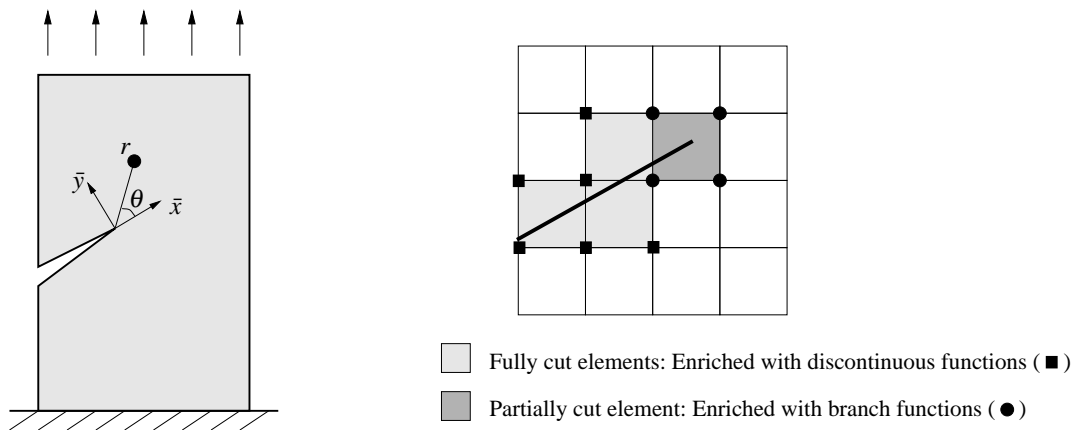 r
ȳ
θ
x̄
Fully cut elements: Enriched with discontinuous functions ( ■ )
Partially cut element: Enriched with branch functions ( ● )